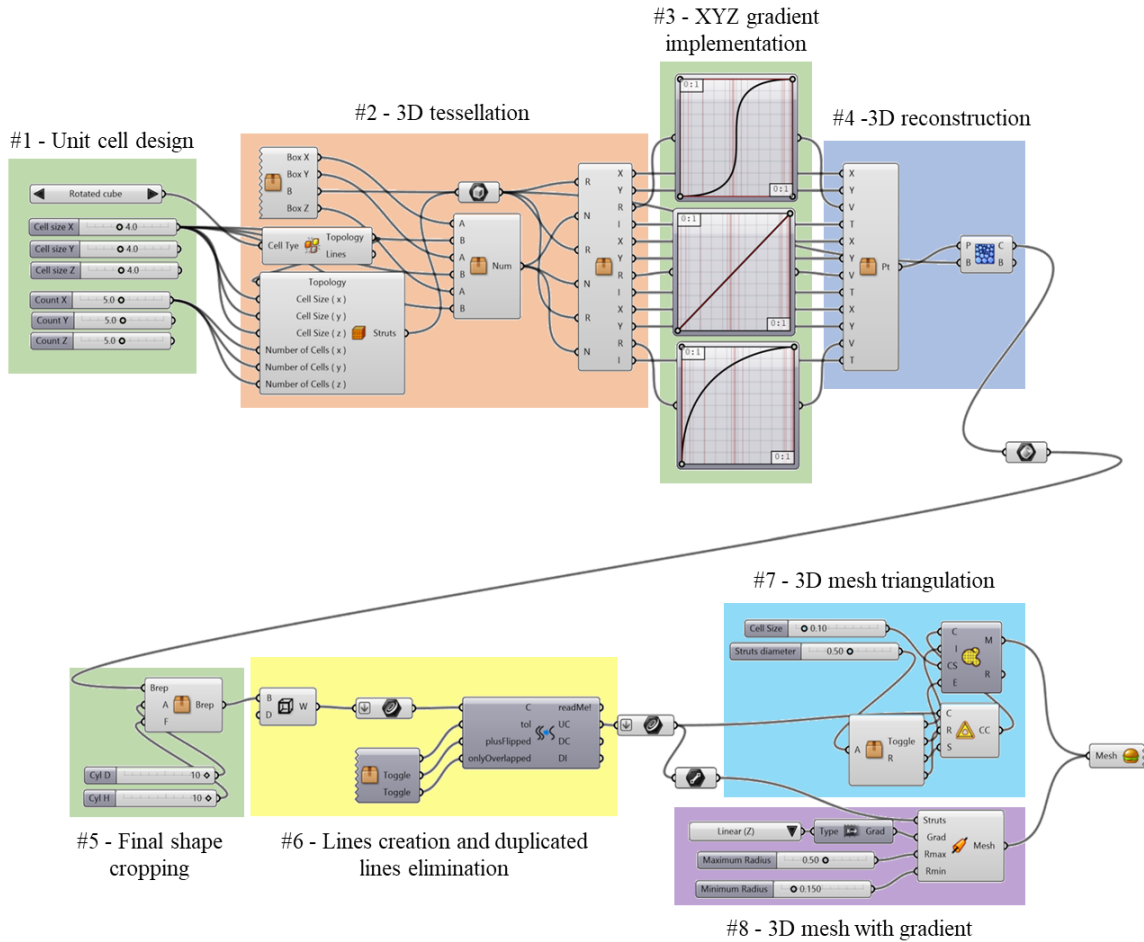 #3 - XYZ gradient
implementation
#2 - 3D tessellation
#4 -3D reconstruction
#1 - Unit cell design
Rotated cube
Cell size X 4.0
Cell size Y 4.0
Cell size Z 4.0
Count X 5.0
Count Y 5.0
Count Z 5.0
Box X
Box Y
B
Box Z
Cell Tye
Topology
Lines
Topology
Cell Size ( x )
Cell Size ( y )
Cell Size ( z )
Number of Cells ( x )
Number of Cells ( y )
Number of Cells ( z )
Struts
A
B
A
B
A
B
Num
R
N
R
N
R
N
X
Y
R
I
X
Y
R
I
X
Y
R
I
0:1
0:1
0:1
0:1
0:1
0:1
X
Y
V
T
X
Y
V
T
X
Y
V
T
Pt
P C
B B
#7 - 3D mesh triangulation
Cell Size 0.10
Struts diameter 0.50
C
I
CS
E
M
R
A
Toggle
R
C
R
S
CC
Mesh
Brep
A
F
Brep
Cyl D 10
Cyl H 10
#5 - Final shape
cropping
B
D
W
C
tol
plusFlipped
onlyOverlapped
readMe!
UC
DC
DI
Toggle
Toggle
#6 - Lines creation and duplicated
lines elimination
Linear (Z)
Type Grad
Maximum Radius 0.50
Minimum Radius 0.150
Struts
Grad
Rmax
Rmin
Mesh
#8 - 3D mesh with gradient